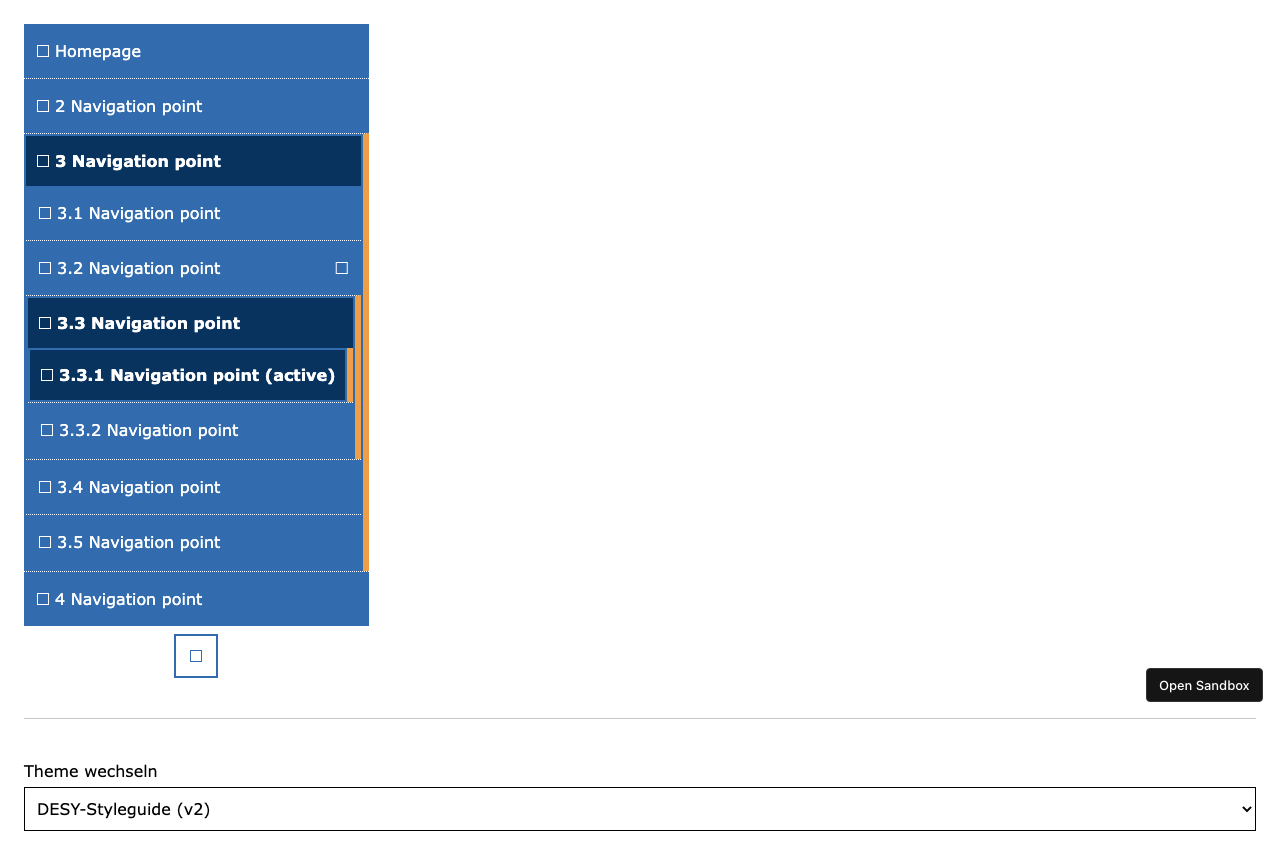 Homepage
2 Navigation point
3 Navigation point
3.1 Navigation point
3.2 Navigation point
3.3 Navigation point
3.3.1 Navigation point (active)
3.3.2 Navigation point
3.4 Navigation point
3.5 Navigation point
4 Navigation point
Open Sandbox
Theme wechseln
DESY-Styleguide (v2)